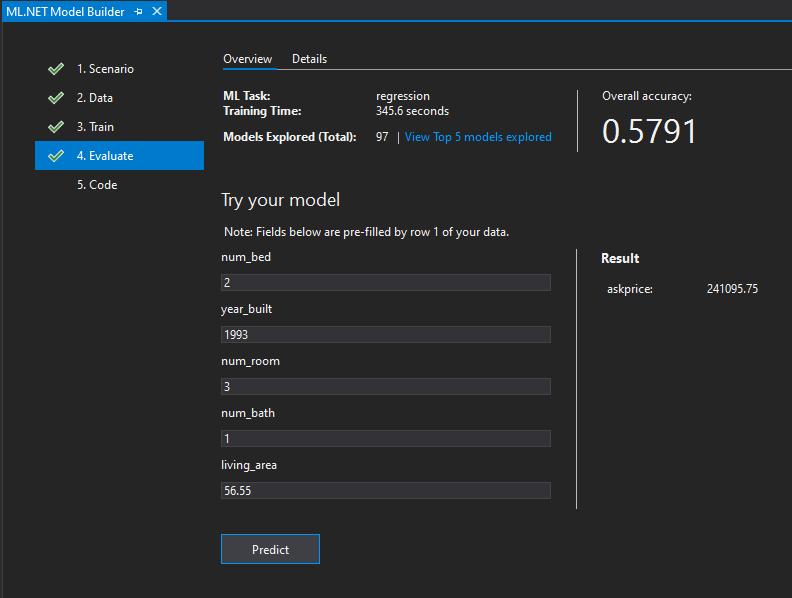 ML.NET Model Builder
1. Scenario
2. Data
3. Train
4. Evaluate
5. Code
Overview Details
ML Task: regression
Training Time: 345.6 seconds
Models Explored (Total): 97 | View Top 5 models explored
Overall accuracy:
0.5791
Try your model
Note: Fields below are pre-filled by row 1 of your data.
num_bed
2
year_built
1993
num_room
3
num_bath
1
living_area
56.55
Predict
Result
askprice: 241095.75